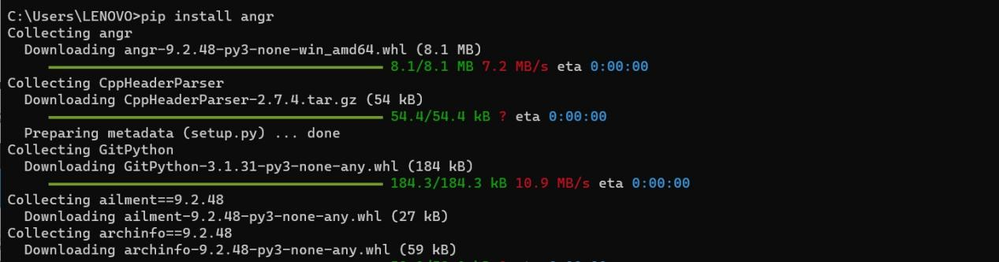 C:\Users\LENOVO>pip install angr
Collecting angr
Downloading angr-9.2.48-py3-none-win_amd64.whl (8.1 MB)
8.1/8.1 MB 7.2 MB/s eta 0:00:00
Collecting CppHeaderParser
Downloading CppHeaderParser-2.7.4.tar.gz (54 kB)
54.4/54.4 kB ? eta 0:00:00
Preparing metadata (setup.py) ... done
Collecting GitPython
Downloading GitPython-3.1.31-py3-none-any.whl (184 kB)
184.3/184.3 kB 10.9 MB/s eta 0:00:00
Collecting ailment==9.2.48
Downloading ailment-9.2.48-py3-none-any.whl (27 kB)
Collecting archinfo==9.2.48
Downloading archinfo-9.2.48-py3-none-any.whl (59 kB)